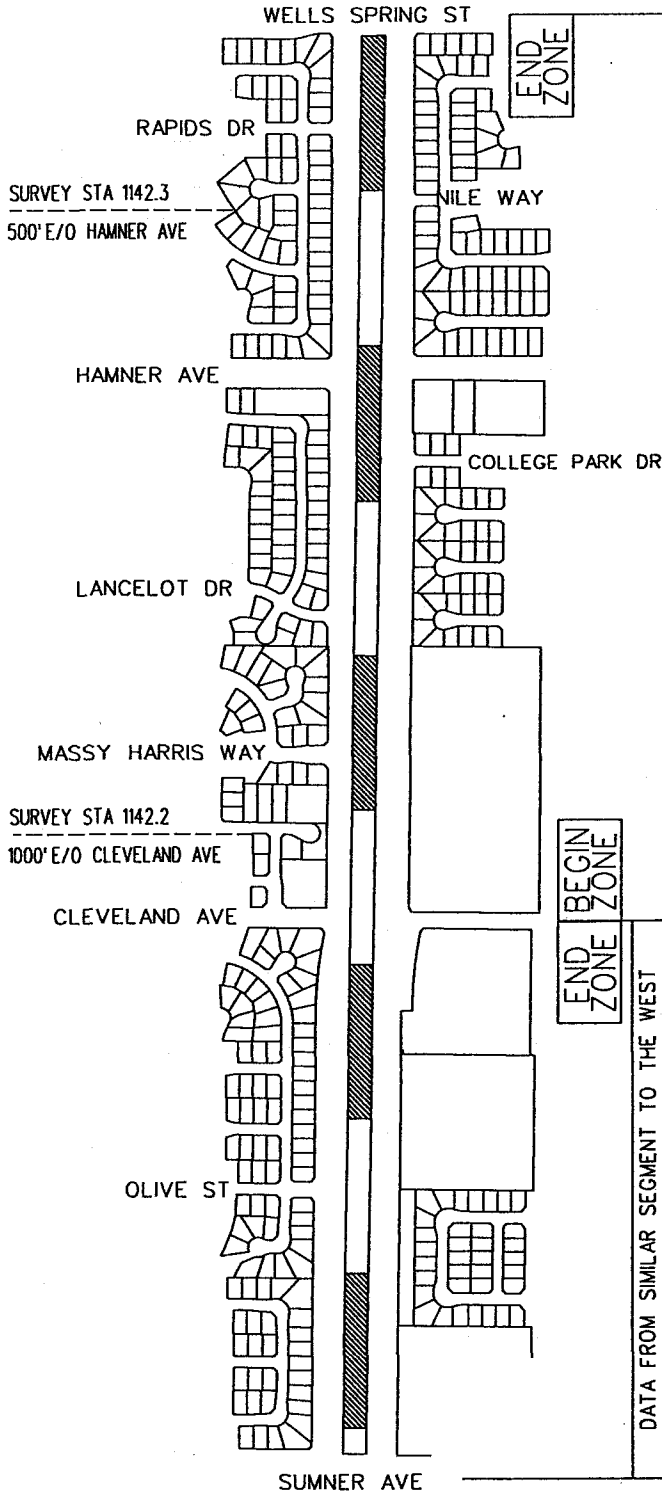 WELLS SPRING ST
END
ZONE
RAPIDS DR
SURVEY STA 1142.3
500' E/O HAMNER AVE
NILE WAY
HAMNER AVE
COLLEGE PARK DR
LANCELOT DR
MASSY HARRIS WAY
SURVEY STA 1142.2
1000' E/O CLEVELAND AVE
BEGIN
ZONE
CLEVELAND AVE
END
ZONE
DATA FROM SIMILAR SEGMENT TO THE WEST
OLIVE ST
SUMNER AVE